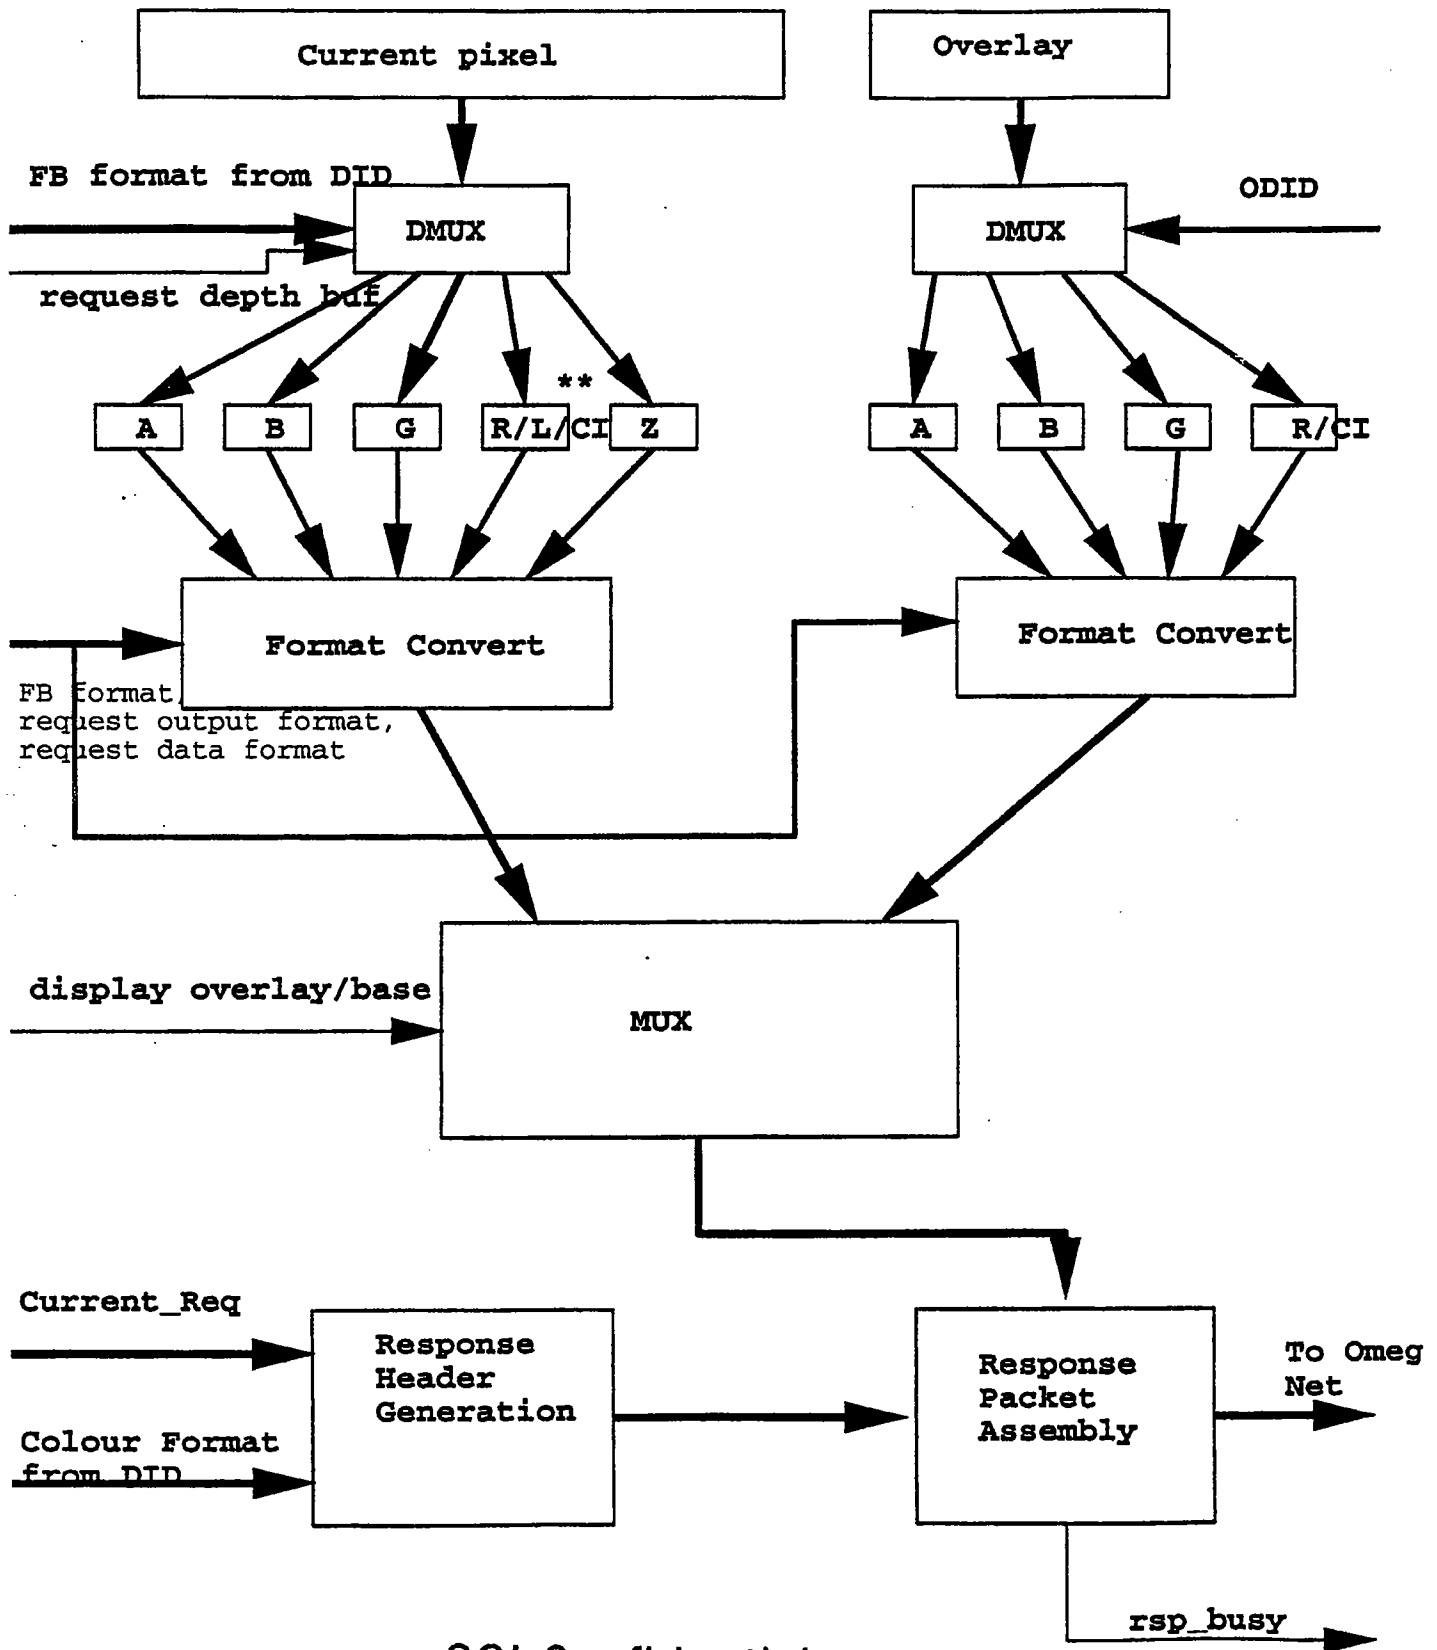 Current pixel
Overlay
FB format from DID
ODID
DMUX
DMUX
request depth buf
**
A
B
G
R/L/CI
Z
A
B
G
R/CI
Format Convert
Format Convert
FB format,
request output format,
request data format
display overlay/base
MUX
Current_Req
Response
Header
Generation
Response
Packet
Assembly
To Omeg
Net
Colour Format
from DID
rsp_busy